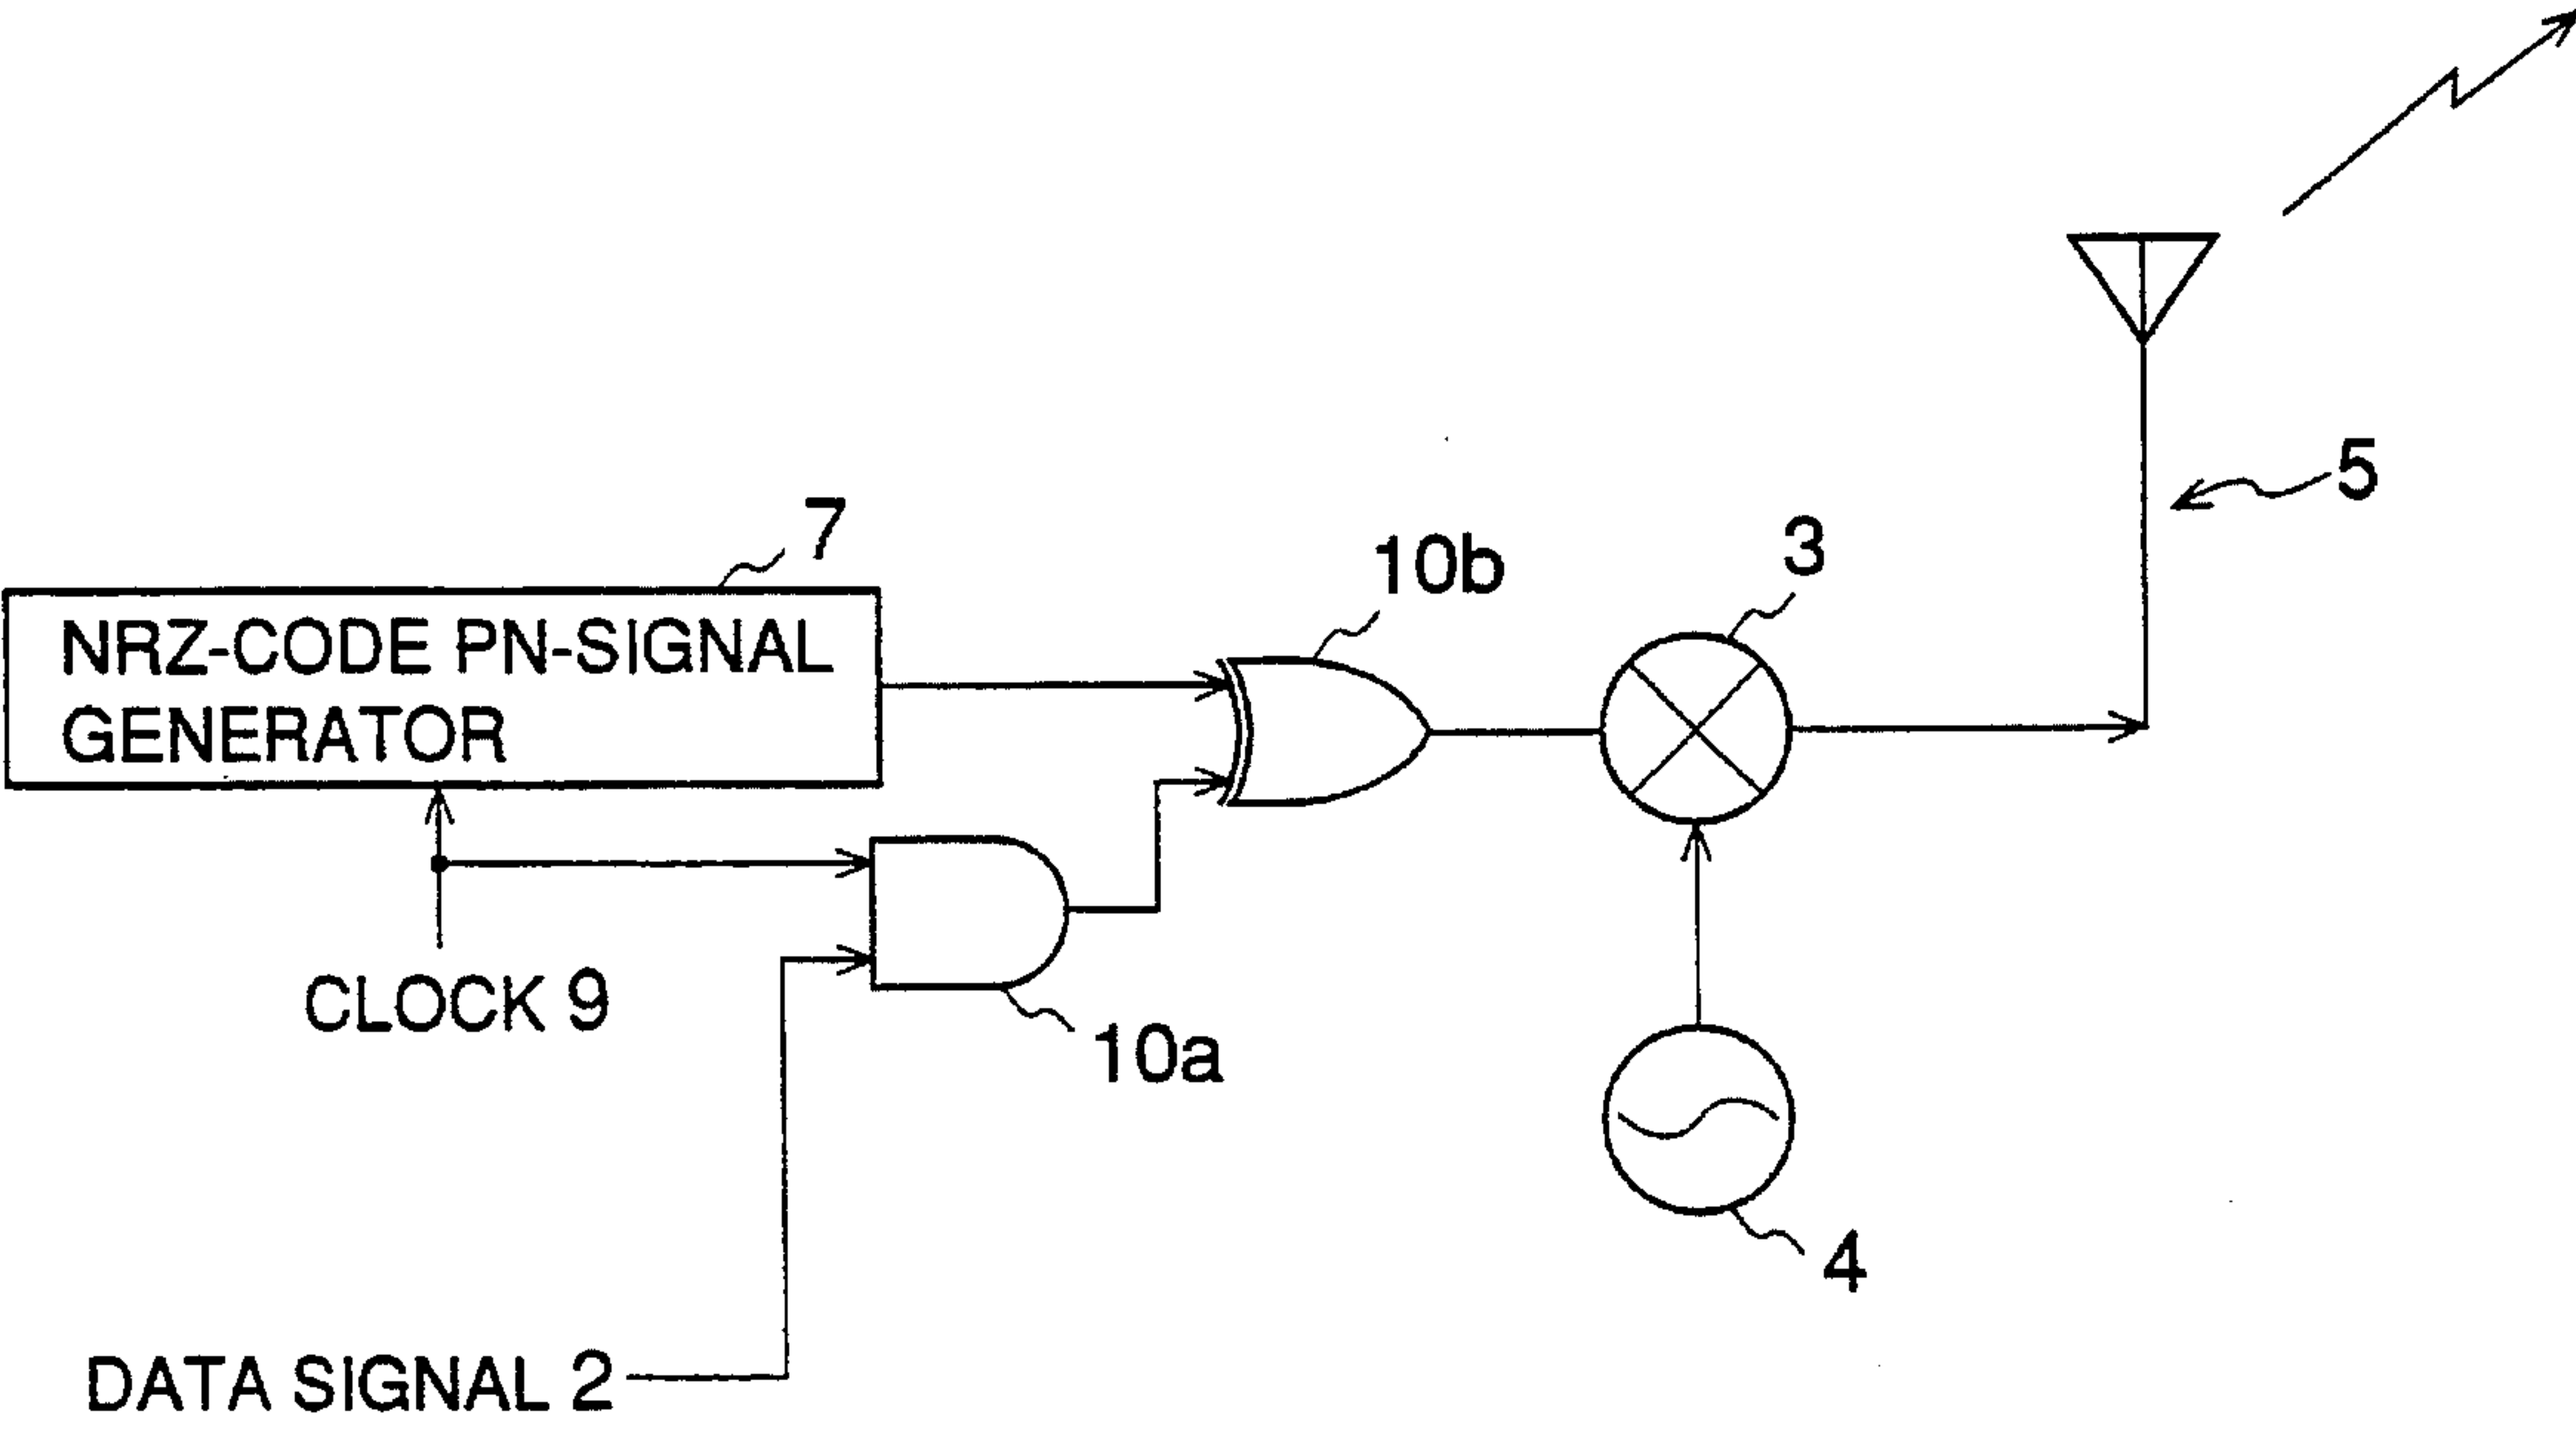 5
7
10b
3
NRZ-CODE PN-SIGNAL
GENERATOR
CLOCK 9
10a
4
DATA SIGNAL 2